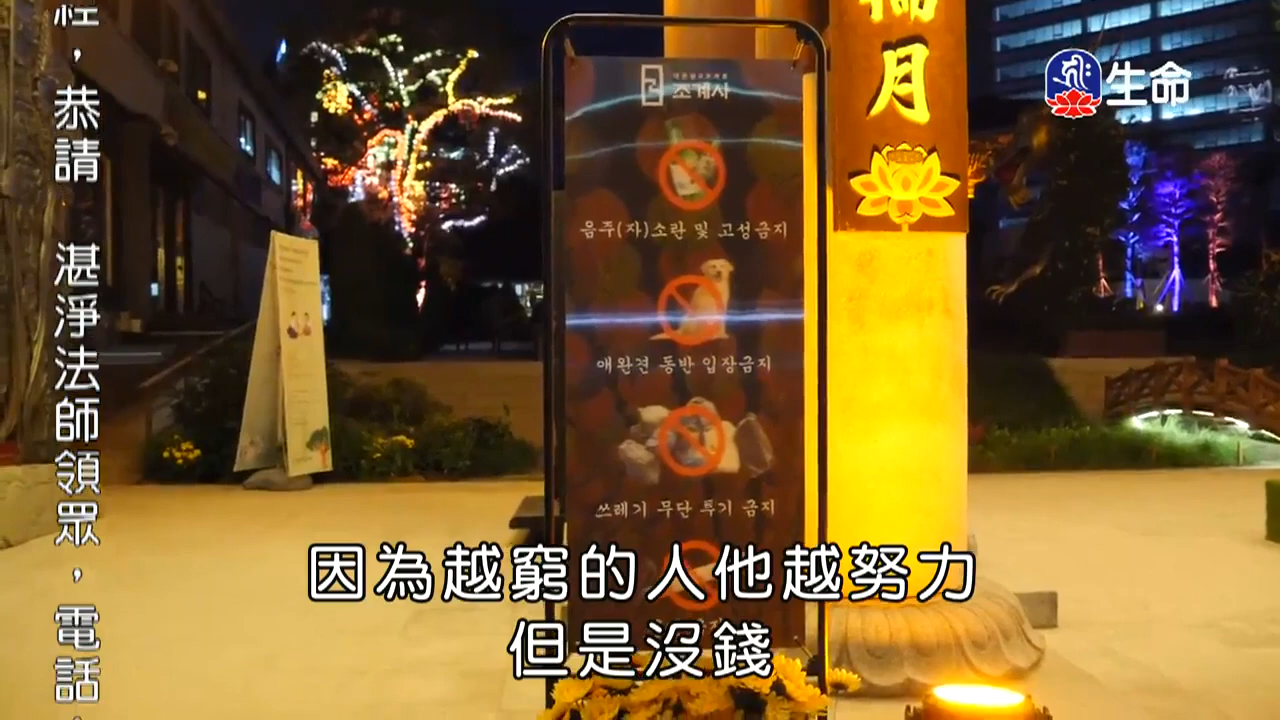 恭請 湛淨法師領眾，電話
生命
月
조계사
음주(자)소란 및 고성금지
애완견 동반 입장금지
쓰레기 무단 투기 금지
因為越窮的人他越努力
但是沒錢